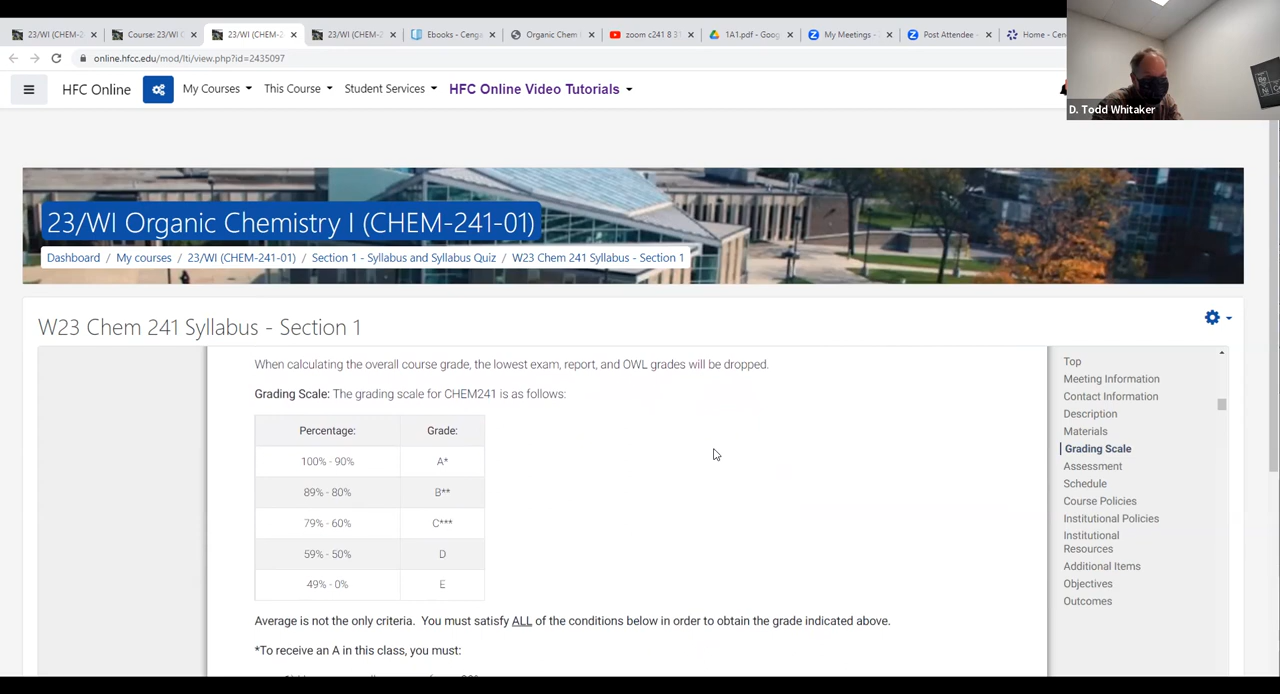 23/WI (CHEM-2
Course: 23/WI
23/WI (CHEM-2
23/WI (CHEM-2
Ebooks - Cenga
Organic Chem I
zoom c241 8 31
1A1.pdf - Goog
My Meetings -
Post Attendee -
Home - Cen
online.hfcc.edu/mod/lti/view.php?id=2435097
HFC Online
My Courses
This Course
Student Services
HFC Online Video Tutorials
D. Todd Whitaker
23/WI Organic Chemistry I (CHEM-241-01)
Dashboard / My courses / 23/WI (CHEM-241-01) / Section 1 - Syllabus and Syllabus Quiz / W23 Chem 241 Syllabus - Section 1
W23 Chem 241 Syllabus - Section 1
When calculating the overall course grade, the lowest exam, report, and OWL grades will be dropped.
Grading Scale: The grading scale for CHEM241 is as follows:
Percentage: Grade:
100% - 90% A*
89% - 80% B**
79% - 60% C***
59% - 50% D
49% - 0% E
Average is not the only criteria. You must satisfy ALL of the conditions below in order to obtain the grade indicated above.
*To receive an A in this class, you must:
Top
Meeting Information
Contact Information
Description
Materials
Grading Scale
Assessment
Schedule
Course Policies
Institutional Policies
Institutional
Resources
Additional Items
Objectives
Outcomes